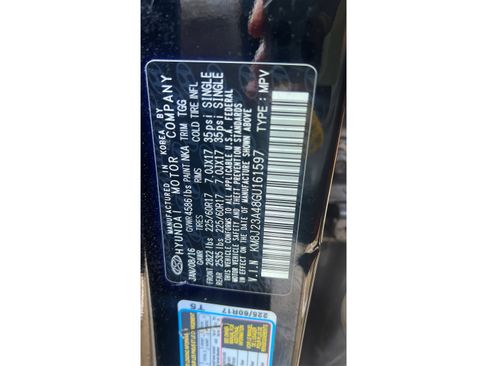 MANUFACTURED IN KOREA BY
HYUNDAI MOTOR COMPANY
JAN/08/16 GVWR 4586 lbs PAINT NKA TRIM TGG
GAWR TIRES RIMS COLD TIRE INFL
FRONT 2822 lbs 225/60R17 7.0JX17 35psi SINGLE
REAR 2535 lbs 225/60R17 7.0JX17 35psi SINGLE
THIS VEHICLE CONFORMS TO ALL APPLICABLE U.S.A. FEDERAL
MOTOR VEHICLE SAFETY, BUMPER, AND THEFT PREVENTION STANDARDS
IN EFFECT ON THE DATE OF MANUFACTURE SHOWN ABOVE
V.I.N KM8J23A48GU161597 TYPE : MPV
225/60R17
T5